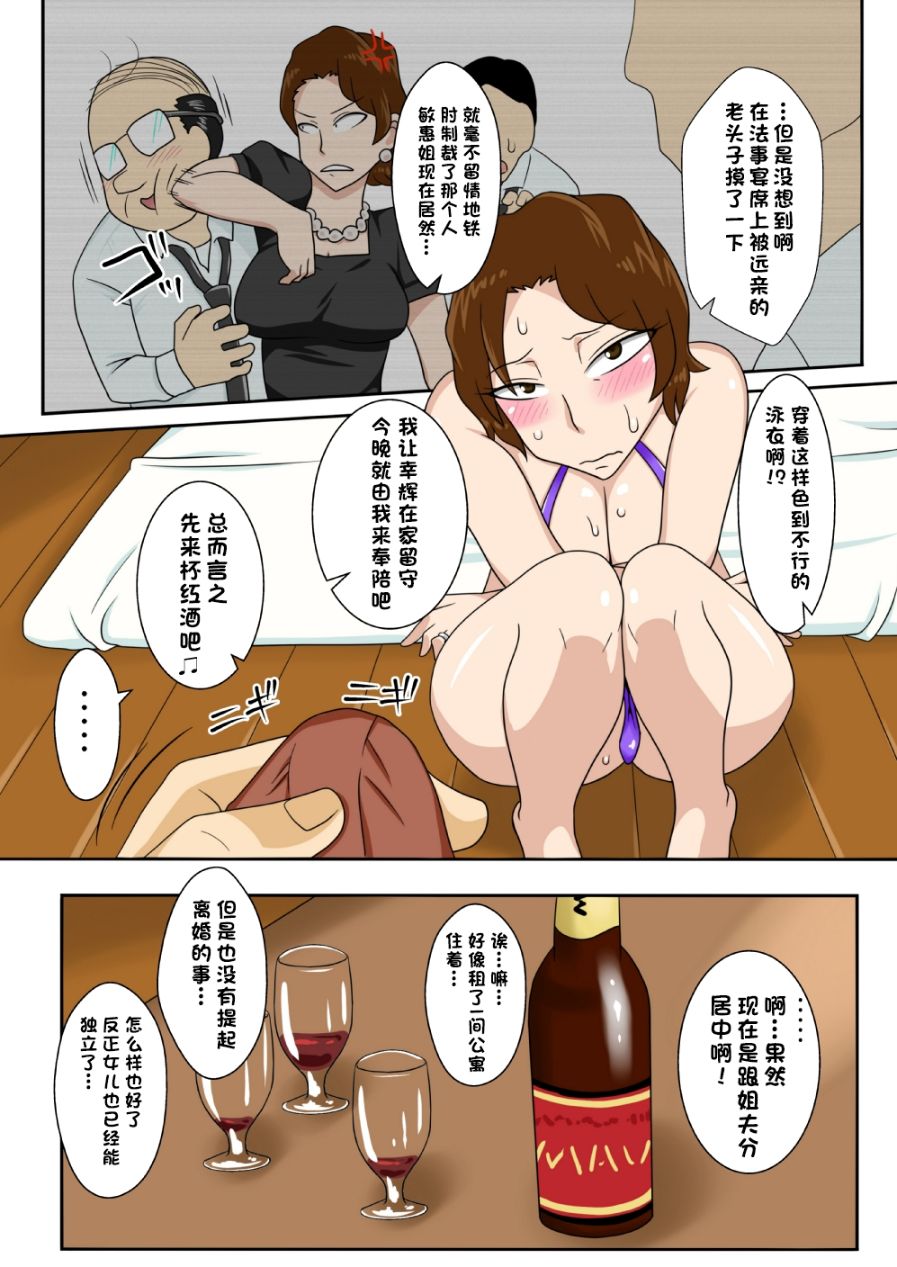 …但是没想到啊
在法事宴席上被远亲的
老头子摸了一下
就毫不留情地铁
肘制裁了那个人
敏惠姐现在居然…
ゴッ
穿着这样色到不行的
泳衣啊!?
我让幸辉在家留守
今晚就由我来奉陪吧
总而言之
先来杯红酒吧♫
‥‥
ニギ
ニギ
‥‥
啊…果然
现在是跟姐夫分
居中啊！
诶…嘛…
好像租了一间公寓
住着…
但是也没有提起
离婚的事…
怎么样也好了
反正女儿也已经能
独立了…